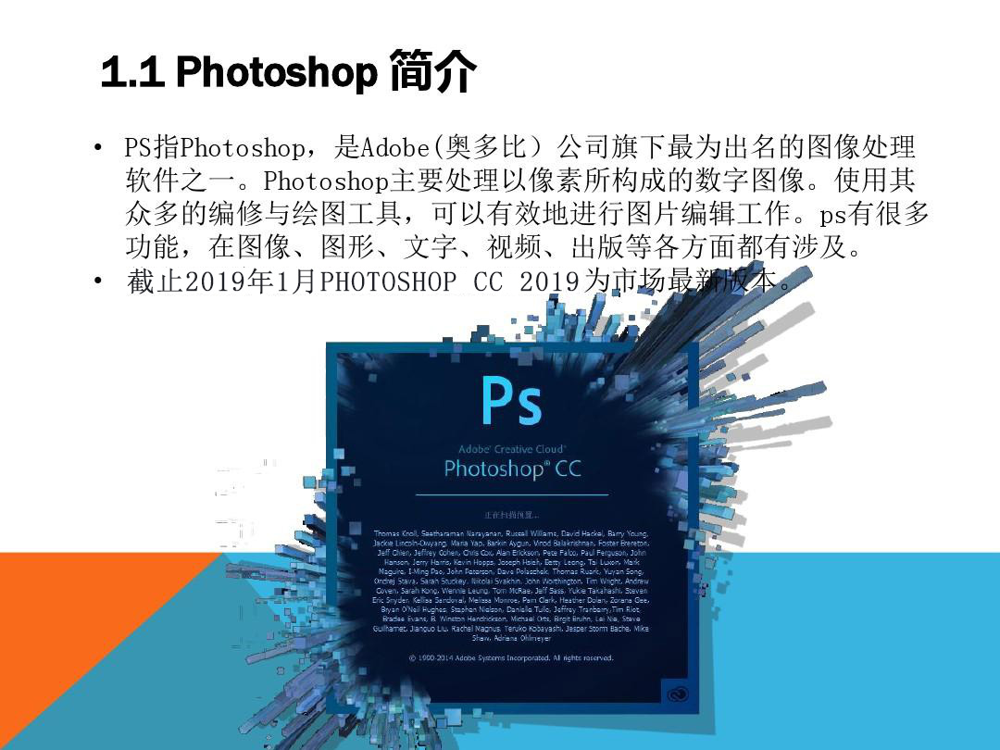 1.1 Photoshop 简介
• PS指Photoshop，是Adobe(奥多比）公司旗下最为出名的图像处理
软件之一。Photoshop主要处理以像素所构成的数字图像。使用其
众多的编修与绘图工具，可以有效地进行图片编辑工作。ps有很多
功能，在图像、图形、文字、视频、出版等各方面都有涉及。
• 截止2019年1月PHOTOSHOP CC 2019为市场最新版本。
Ps
Adobe® Creative Cloud™
Photoshop® CC
正在扫描预置...
Thomas Knoll, Seetharaman Narayanan, Russell Williams, David Hackel, Barry Young,
Jackie Lincoln-Owyang, Maria Yap, Barkin Aygun, Vinod Balakrishnan, Foster Brereton,
Jeff Chien, Jeffrey Cohen, Chris Cox, Alan Erickson, Pete Falco, Paul Ferguson, John
Hanson, Jerry Harris, Kevin Hopps, Joseph Hsieh, Betty Leong, Tai Luxon, Mark
Maguire, I-Ming Pao, John Peterson, Dave Polaschek, Thomas Ruark, Yuyan Song,
Ondrej Stava, Sarah Stuckey, Nikolai Svakhin, John Worthington, Tim Wright, Andrew
Coven, Sarah Kong, Wennie Leung, Tom McRae, Jeff Sass, Yukie Takahashi, Steven
Eric Snyder, Kellisa Sandoval, Melissa Monroe, Pam Clark, Heather Dolan, Zorana Gee,
Bryan O'Neil Hughes, Stephen Nielson, Danielle Tullo, Jeffrey Tranberry, Tim Riot,
Bradee Evans, B. Winston Hendrickson, Michael Orts, Birgit Bruhn, Lei Nie, Steve
Guilhamet, Jianguo Liu, Rachel Magnus, Teruko Kobayashi, Jesper Storm Bache, Mike
Shaw, Adriana Ohlmeyer
© 1990-2014 Adobe Systems Incorporated. All rights reserved.